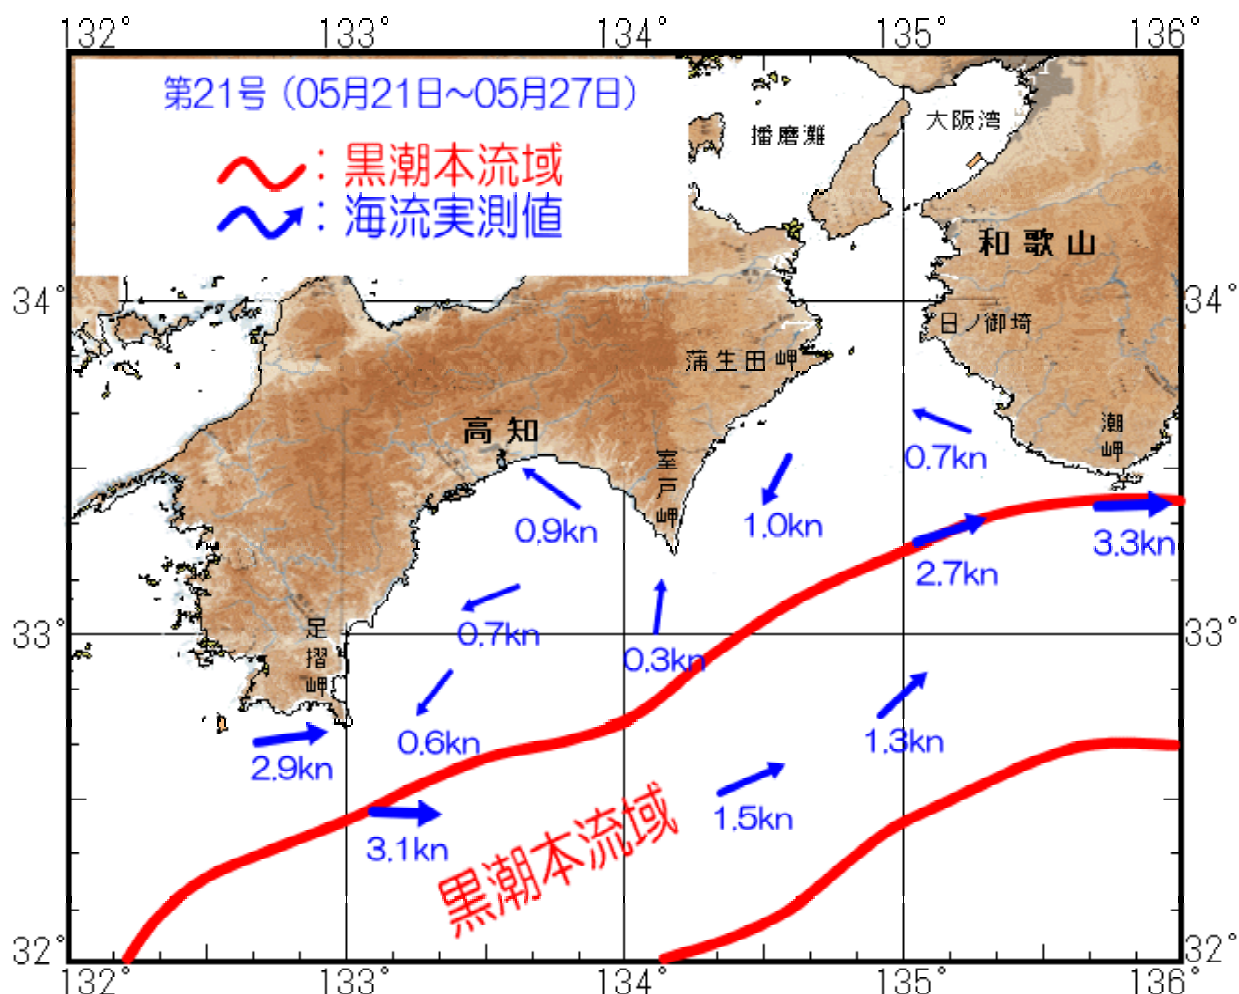 132° 133° 134° 135° 136°
第21号（05月21日～05月27日）
：黒潮本流域
：海流実測値
播磨灘
大阪湾
和歌山
34°
34°
日ノ御埼
蒲生田岬
高知
潮岬
室戸岬
0.7kn
0.9kn
1.0kn
3.3kn
2.7kn
足摺岬
33°
0.7kn
0.3kn
33°
0.6kn
1.3kn
2.9kn
1.5kn
3.1kn
黒潮本流域
32°
32°
132° 133° 134° 135° 136°